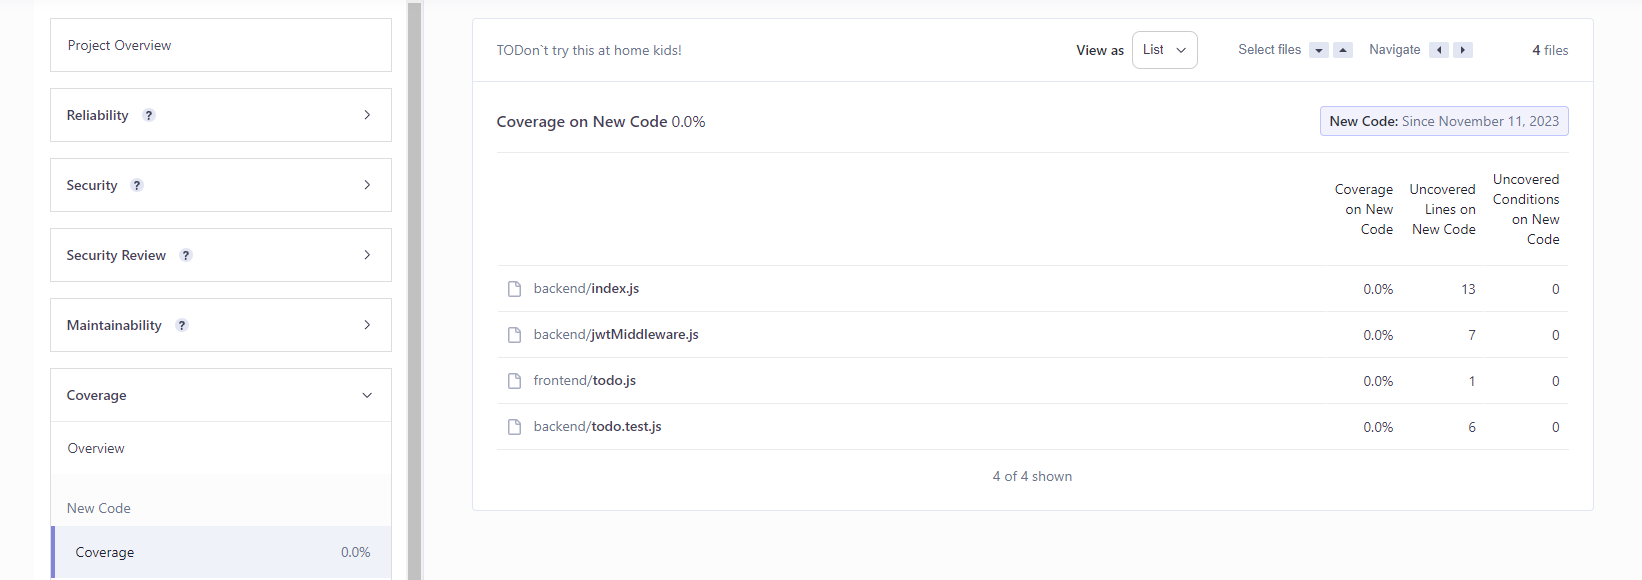 Project Overview
Reliability ?
Security ?
Security Review ?
Maintainability ?
Coverage
Overview
New Code
Coverage 0.0%
TODon`t try this at home kids!
View as List Select files Navigate 4 files
Coverage on New Code 0.0%
New Code: Since November 11, 2023
Coverage on New Code
Uncovered Lines on New Code
Uncovered Conditions on New Code
backend/index.js 0.0% 13 0
backend/jwtMiddleware.js 0.0% 7 0
frontend/todo.js 0.0% 1 0
backend/todo.test.js 0.0% 6 0
4 of 4 shown